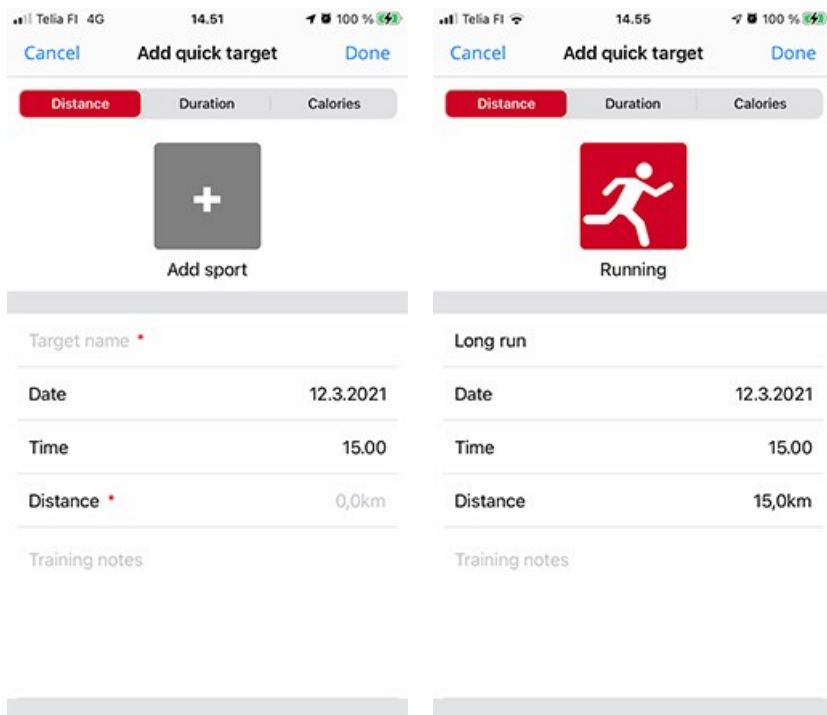 Telia FI 4G 14.51 100 %
Cancel Add quick target Done
Distance Duration Calories
Add sport
Target name *
Date 12.3.2021
Time 15.00
Distance * 0,0km
Training notes
Telia FI 14.55 100 %
Cancel Add quick target Done
Distance Duration Calories
Running
Long run
Date 12.3.2021
Time 15.00
Distance 15,0km
Training notes